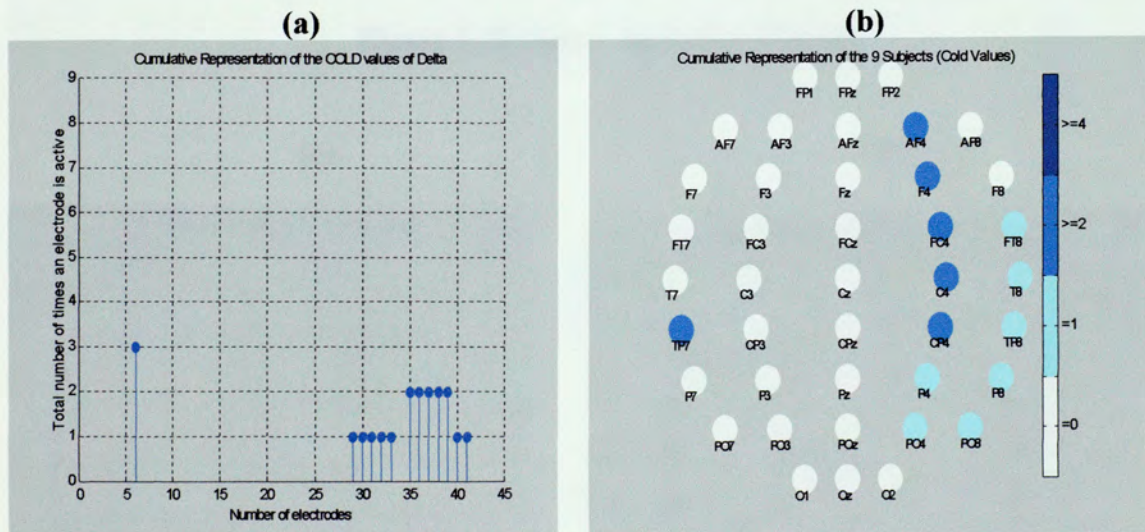 (a)
Cumulative Representation of the COLD values of Delta
Total number of times an electrode is active
9
8
7
6
5
4
3
2
1
0
0 5 10 15 20 25 30 35 40 45
Number of electrodes
(b)
Cumulative Representation of the 9 Subjects (Cold Values)
FP1 FPz FP2
AF7 AF3 AFz AF4 AF8
F7 F3 Fz F4 F8
FT7 FC3 FCz FC4 FT8
T7 C3 Cz C4 T8
TP7 CP3 CPz CP4 TP8
P7 P3 Pz P4 P8
PO7 PO3 POz PO4 PO8
O1 Oz O2
>=4
>=2
=1
=0